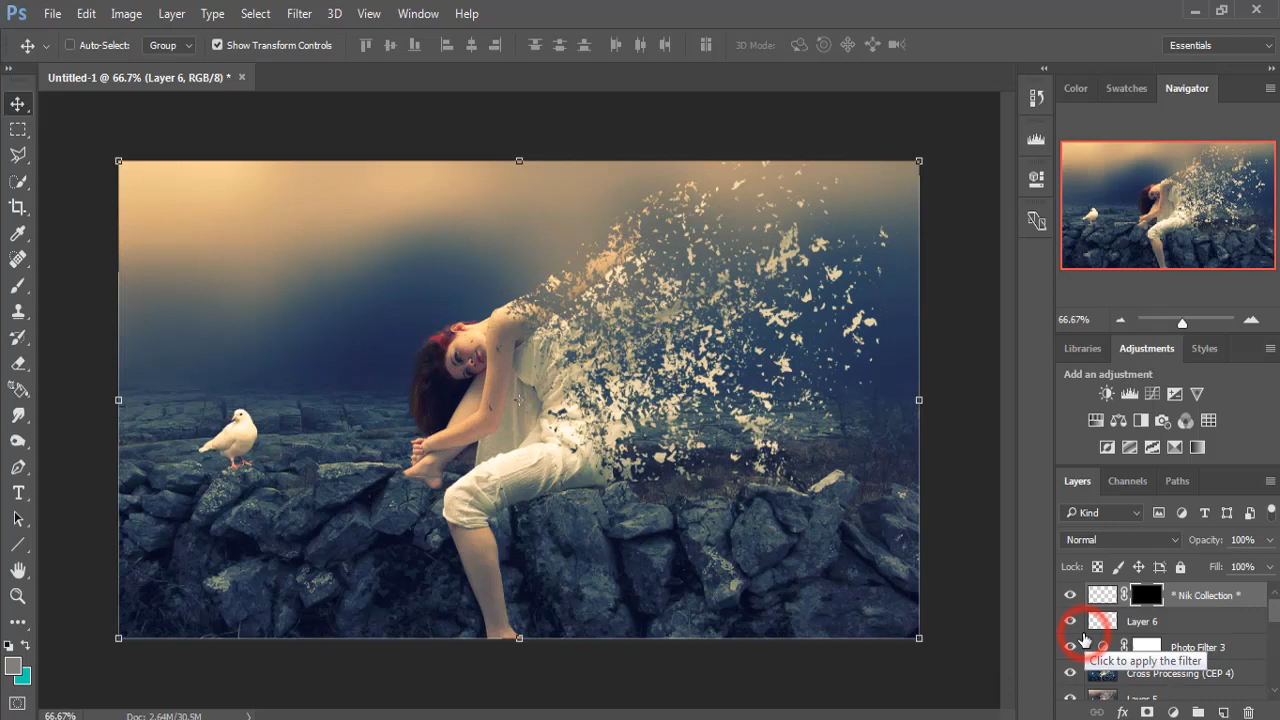 Ps File Edit Image Layer Type Select Filter 3D View Window Help
Auto-Select: Group Show Transform Controls 3D Mode: Essentials
Untitled-1 @ 66.7% (Layer 6, RGB/8) * ×
Color Swatches Navigator
66.67%
Libraries Adjustments Styles
Add an adjustment
Layers Channels Paths
Kind T
Normal Opacity: 100%
Lock: Fill: 100%
* Nik Collection *
Layer 6
Photo Filter 3
Click to apply the filter
Cross Processing (CEP 4)
Layer 5
66.67% Doc: 2.64M/30.5M fx